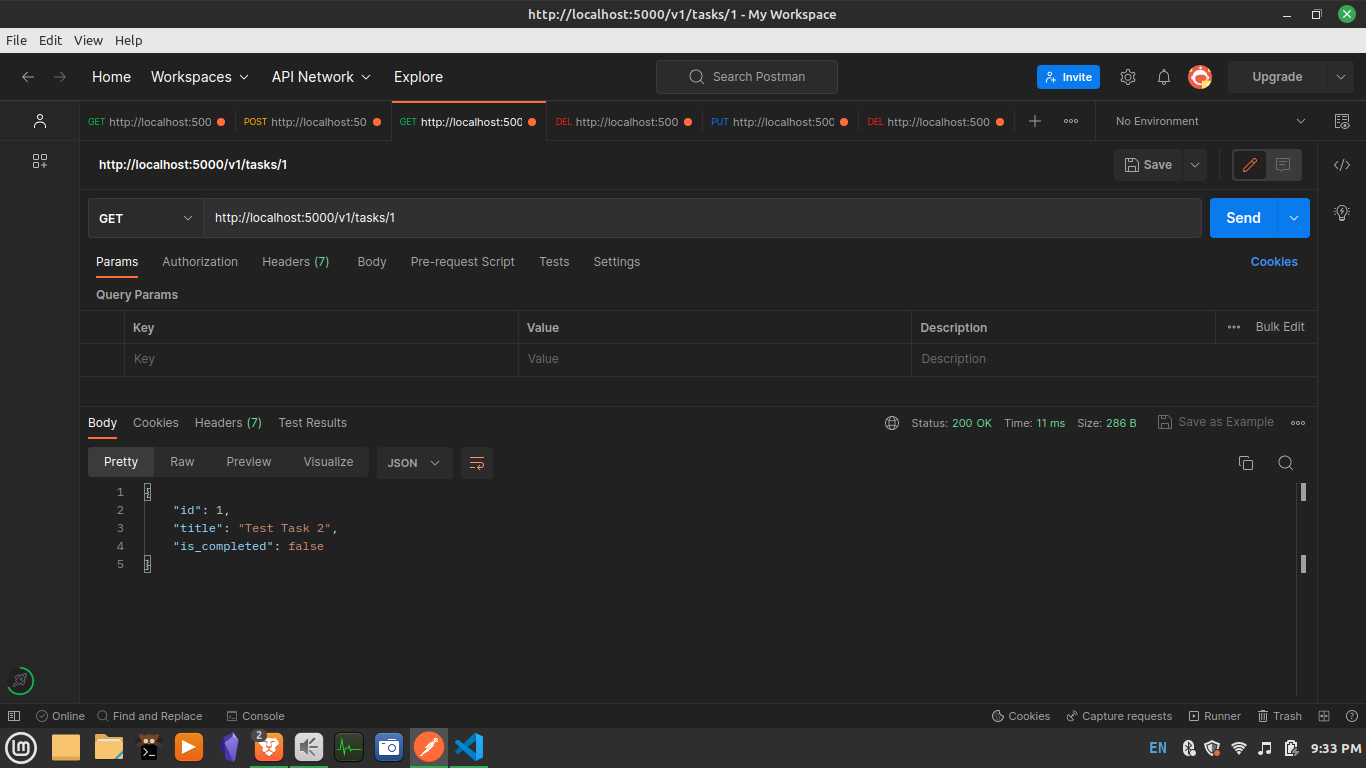 http://localhost:5000/v1/tasks/1 - My Workspace
File Edit View Help
Home Workspaces API Network Explore Search Postman Invite Upgrade
GET http://localhost:500 POST http://localhost:50 GET http://localhost:500 DEL http://localhost:500 PUT http://localhost:500 DEL http://localhost:500 No Environment
http://localhost:5000/v1/tasks/1 Save
GET http://localhost:5000/v1/tasks/1 Send
Params Authorization Headers (7) Body Pre-request Script Tests Settings Cookies
Query Params
Key Value Description Bulk Edit
Key Value Description
Body Cookies Headers (7) Test Results Status: 200 OK Time: 11 ms Size: 286 B Save as Example
Pretty Raw Preview Visualize JSON
1 {
2 "id": 1,
3 "title": "Test Task 2",
4 "is_completed": false
5 }
Online Find and Replace Console Cookies Capture requests Runner Trash
2 EN 9:33 PM